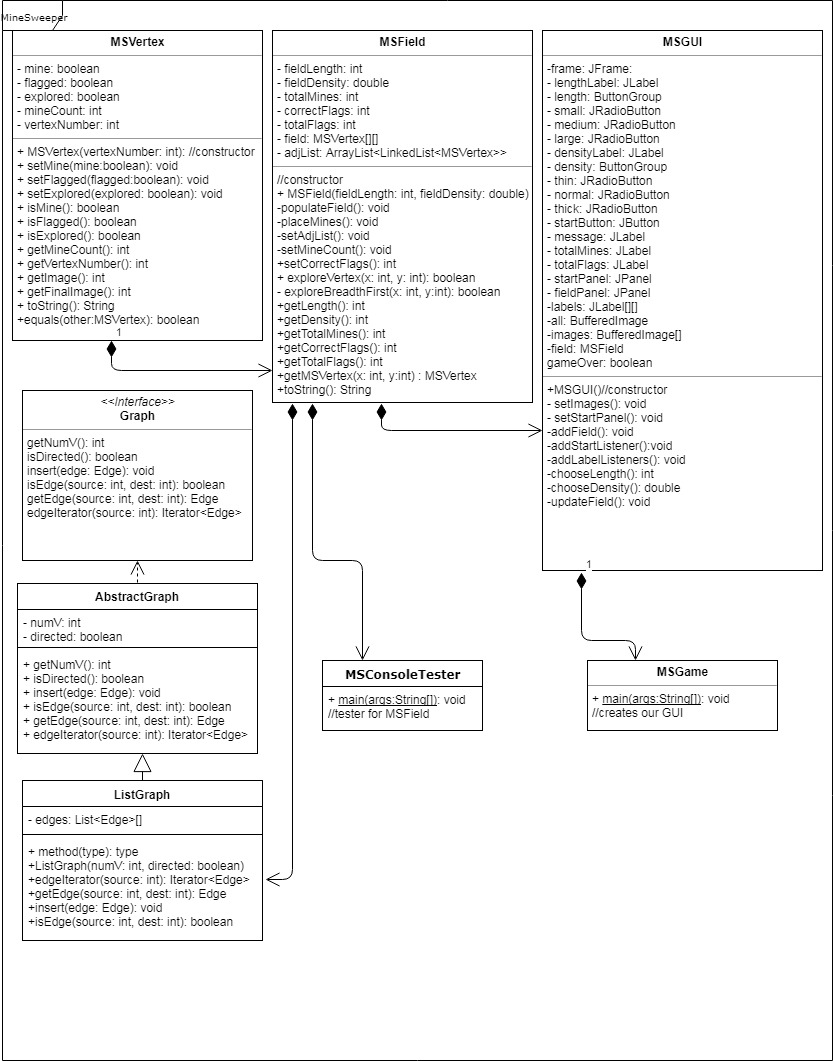 MineSweeper
MSVertex
- mine: boolean
- flagged: boolean
- explored: boolean
- mineCount: int
- vertexNumber: int
+ MSVertex(vertexNumber: int): //constructor
+ setMine(mine:boolean): void
+ setFlagged(flagged:boolean): void
+ setExplored(explored: boolean): void
+ isMine(): boolean
+ isFlagged(): boolean
+ isExplored(): boolean
+ getMineCount(): int
+ getVertexNumber(): int
+ getImage(): int
+ getFinalImage(): int
+ toString(): String
+equals(other:MSVertex): boolean
1
MSField
- fieldLength: int
- fieldDensity: double
- totalMines: int
- correctFlags: int
- totalFlags: int
- field: MSVertex[][]
- adjList: ArrayList<LinkedList<MSVertex>>
//constructor
+ MSField(fieldLength: int, fieldDensity: double)
-populateField(): void
-placeMines(): void
-setAdjList(): void
-setMineCount(): void
+setCorrectFlags(): int
+ exploreVertex(x: int, y: int): boolean
- exploreBreadthFirst(x: int, y:int): boolean
+getLength(): int
+getDensity(): int
+getTotalMines(): int
+getCorrectFlags(): int
+getTotalFlags(): int
+getMSVertex(x: int, y:int) : MSVertex
+toString(): String
MSGUI
-frame: JFrame:
- lengthLabel: JLabel
- length: ButtonGroup
- small: JRadioButton
- medium: JRadioButton
- large: JRadioButton
- densityLabel: JLabel
- density: ButtonGroup
- thin: JRadioButton
- normal: JRadioButton
- thick: JRadioButton
- startButton: JButton
- message: JLabel
- totalMines: JLabel
- totalFlags: JLabel
- startPanel: JPanel
- fieldPanel: JPanel
-labels: JLabel[][]
-all: BufferedImage
-images: BufferedImage[]
-field: MSField
gameOver: boolean
+MSGUI()//constructor
- setImages(): void
- setStartPanel(): void
-addField(): void
-addStartListener():void
-addLabelListeners(): void
-chooseLength(): int
-chooseDensity(): double
-updateField(): void
1
<<Interface>>
Graph
getNumV(): int
isDirected(): boolean
insert(edge: Edge): void
isEdge(source: int, dest: int): boolean
getEdge(source: int, dest: int): Edge
edgeIterator(source: int): Iterator<Edge>
AbstractGraph
- numV: int
- directed: boolean
+ getNumV(): int
+ isDirected(): boolean
+ insert(edge: Edge): void
+ isEdge(source: int, dest: int): boolean
+ getEdge(source: int, dest: int): Edge
+ edgeIterator(source: int): Iterator<Edge>
ListGraph
- edges: List<Edge>[]
+ method(type): type
+ListGraph(numV: int, directed: boolean)
+edgeIterator(source: int): Iterator<Edge>
+getEdge(source: int, dest: int): Edge
+insert(edge: Edge): void
+isEdge(source: int, dest: int): boolean
MSConsoleTester
+ main(args:String[]): void
//tester for MSField
MSGame
+ main(args:String[]): void
//creates our GUI